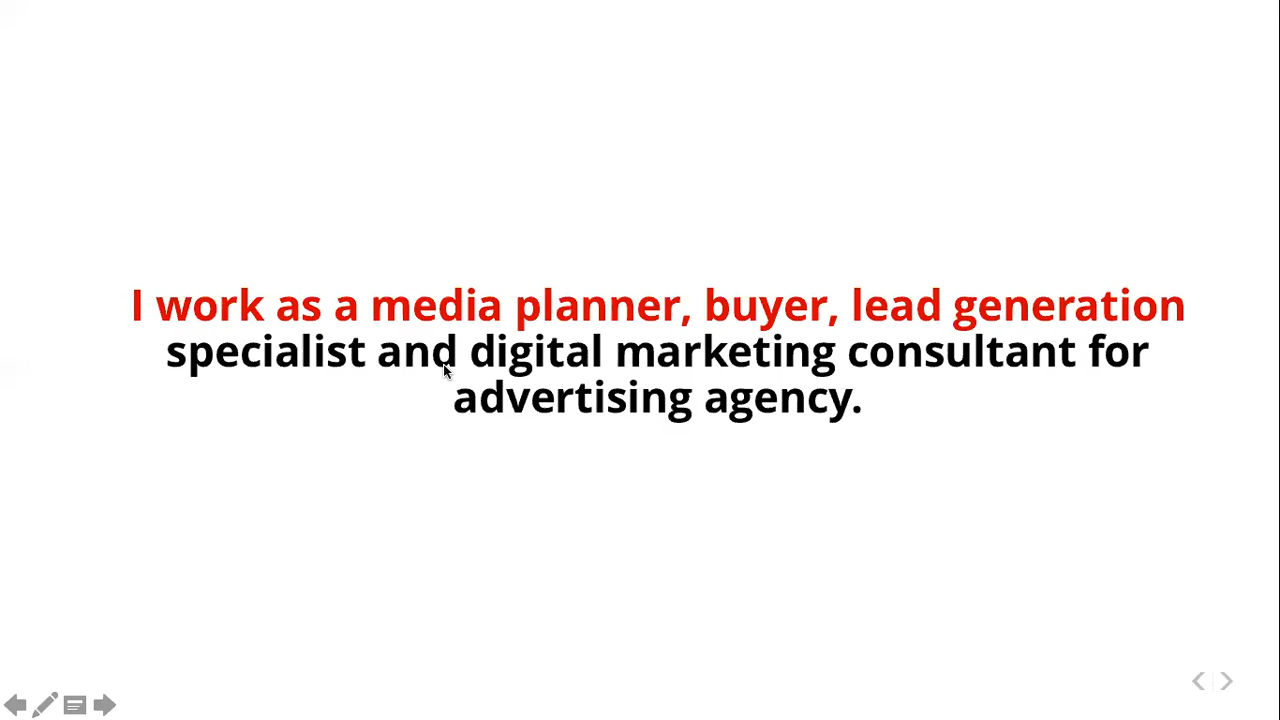 I work as a media planner, buyer, lead generation
specialist and digital marketing consultant for
advertising agency.